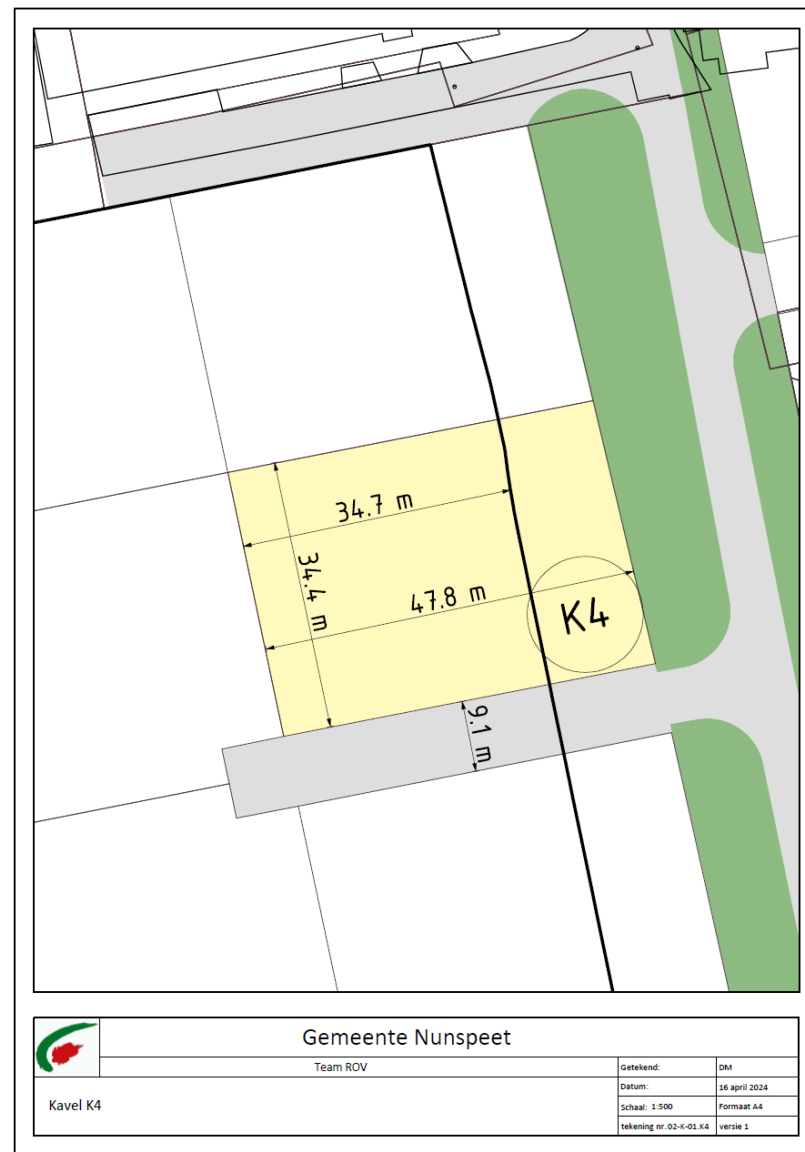 34.7 m
34.4 m
47.8 m
K4
9.1 m
Gemeente Nunspeet
Team ROV
Kavel K4
Getekend: DM
Datum: 16 april 2024
Schaal: 1:500 Formaat A4
tekening nr. 02-K-01.K4 versie 1